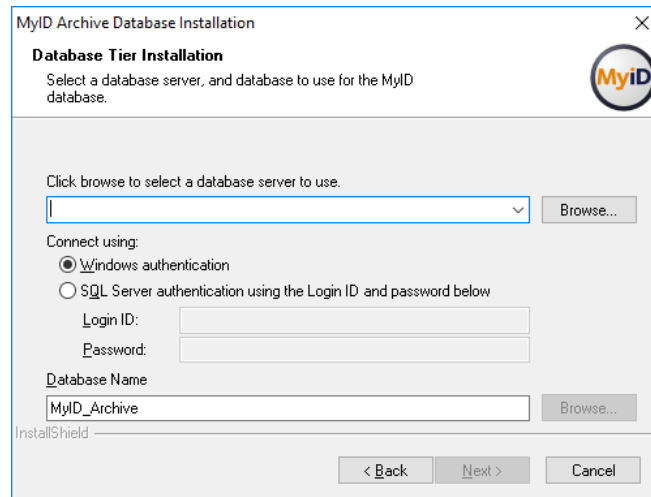 MyID Archive Database Installation
Database Tier Installation
Select a database server, and database to use for the MyID
database.
MyiD
Click browse to select a database server to use.
Browse...
Connect using:
Windows authentication
SQL Server authentication using the Login ID and password below
Login ID:
Password:
Database Name
MyID_Archive
Browse...
InstallShield
< Back
Next >
Cancel